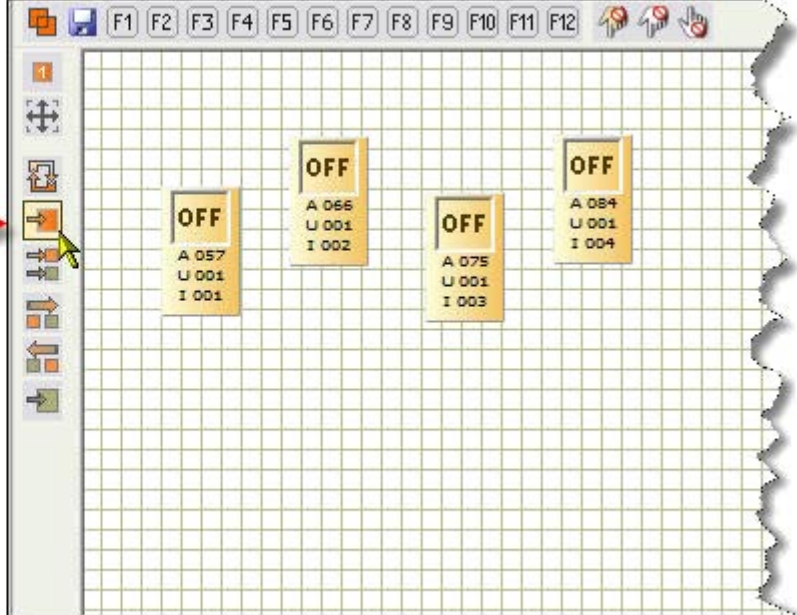 F1 F2 F3 F4 F5 F6 F7 F8 F9 F10 F11 F12
1
OFF
A 057
U 001
I 001
OFF
A 066
U 001
I 002
OFF
A 075
U 001
I 003
OFF
A 084
U 001
I 004